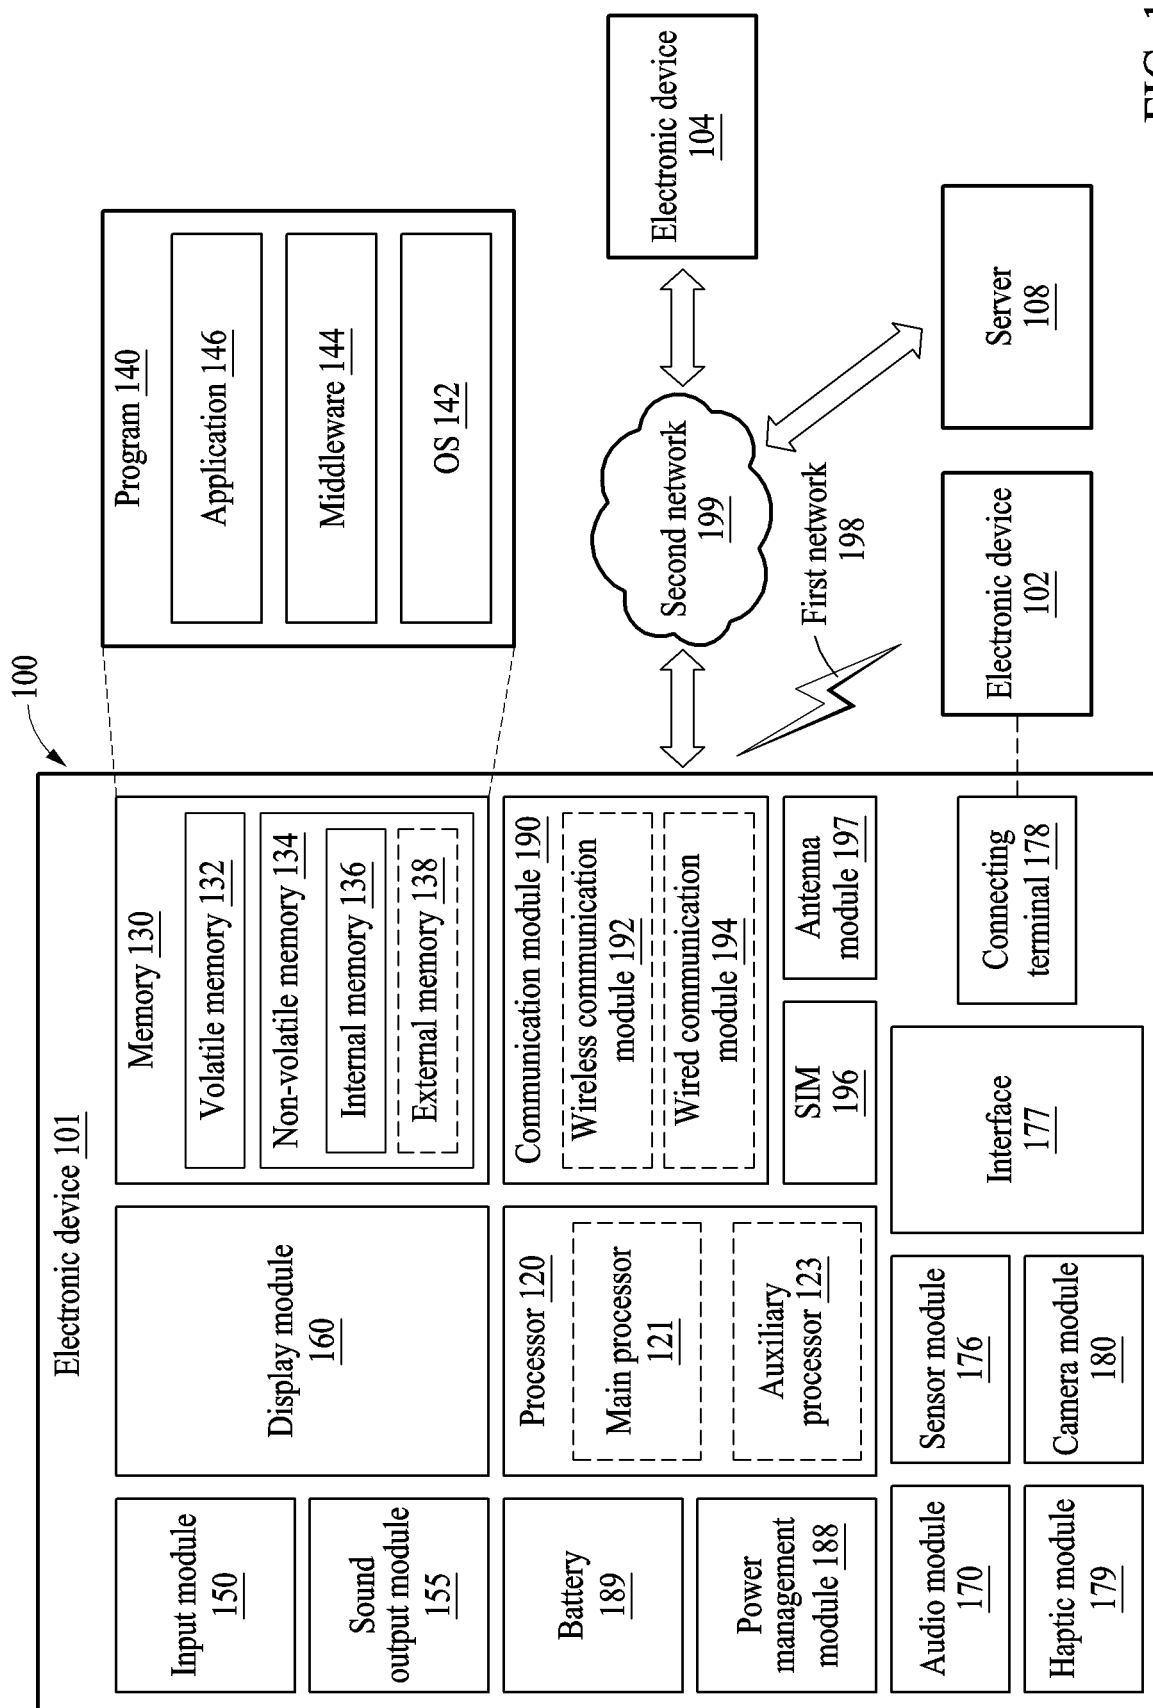 100
Electronic device 101
Input module
150
Sound
output module
155
Display module
160
Memory 130
Volatile memory 132
Non-volatile memory 134
Internal memory 136
External memory 138
Program 140
Application 146
Middleware 144
OS 142
Battery
189
Power
management
module 188
Processor 120
Main processor
121
Auxiliary
processor 123
Communication module 190
Wireless communication
module 192
Wired communication
module 194
SIM
196
Antenna
module 197
Second network
199
Electronic device
104
First network
198
Audio module
170
Haptic module
179
Sensor module
176
Camera module
180
Interface
177
Connecting
terminal 178
Electronic device
102
Server
108
FIG. 1